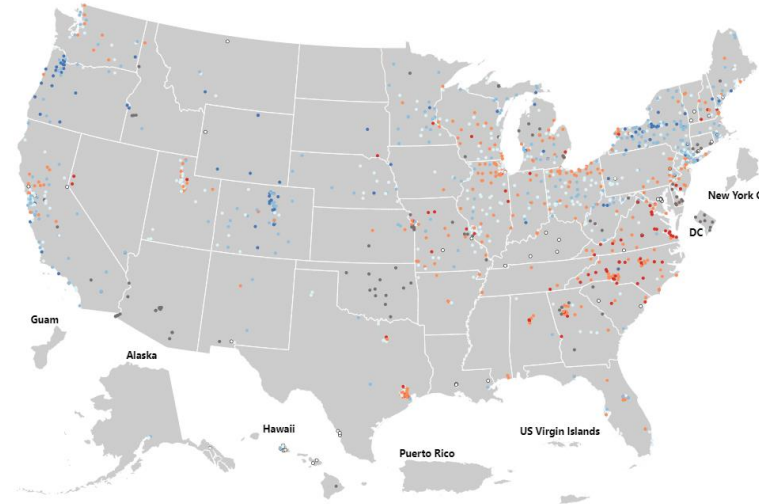 New York C
DC
Guam
Alaska
Hawaii
US Virgin Islands
Puerto Rico